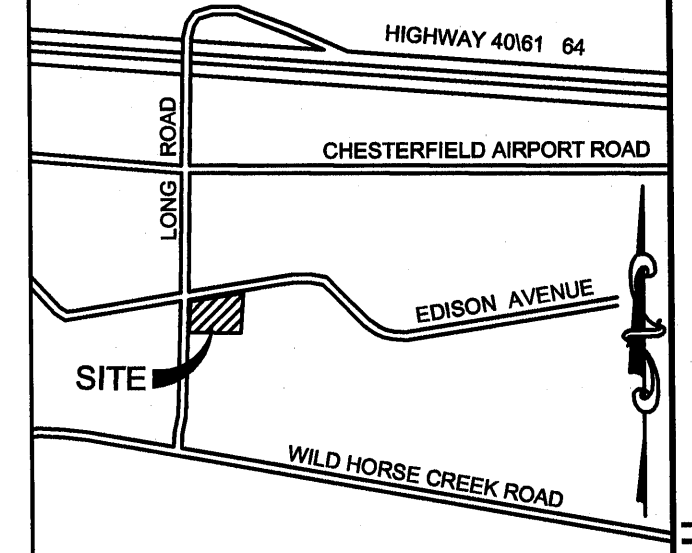 HIGHWAY 40\61 64
CHESTERFIELD AIRPORT ROAD
LONG ROAD
EDISON AVENUE
SITE
WILD HORSE CREEK ROAD